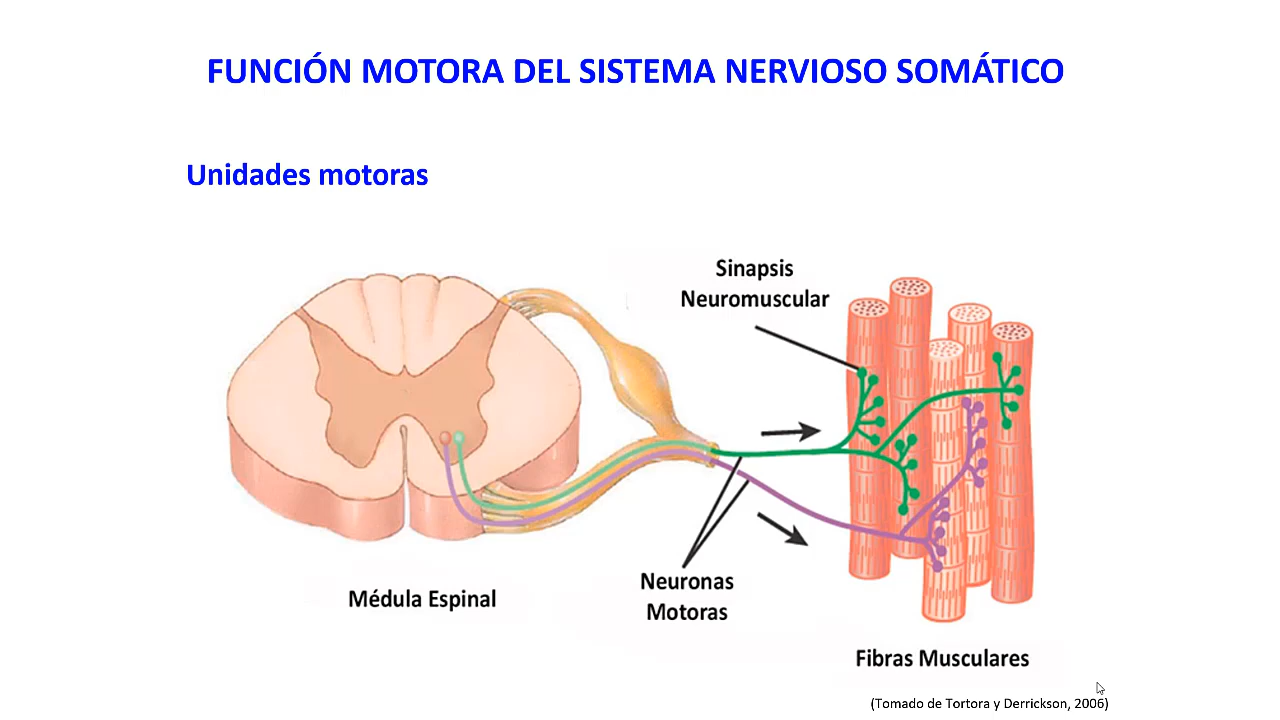 FUNCIÓN MOTORA DEL SISTEMA NERVIOSO SOMÁTICO
Unidades motoras
Sinapsis
Neuromuscular
Neuronas
Motoras
Médula Espinal
Fibras Musculares
(Tomado de Tortora y Derrickson, 2006)